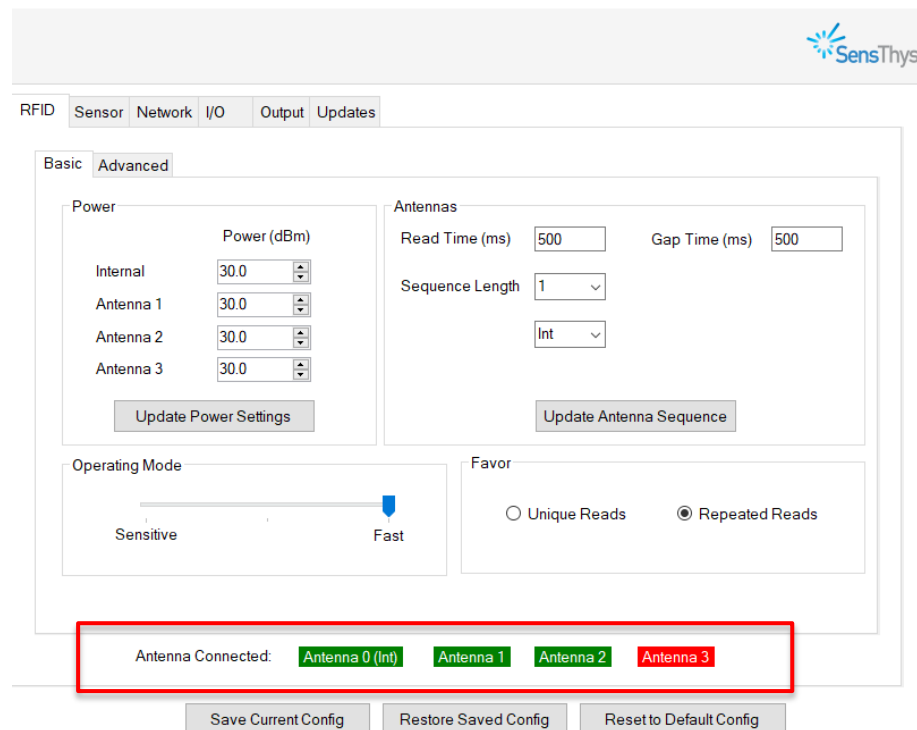 SensThys
RFID Sensor Network I/O Output Updates
Basic Advanced
Power
Power (dBm)
Internal 30.0
Antenna 1 30.0
Antenna 2 30.0
Antenna 3 30.0
Update Power Settings
Antennas
Read Time (ms) 500 Gap Time (ms) 500
Sequence Length 1
Int
Update Antenna Sequence
Operating Mode
Sensitive Fast
Favor
Unique Reads Repeated Reads
Antenna Connected: Antenna 0 (Int) Antenna 1 Antenna 2 Antenna 3
Save Current Config Restore Saved Config Reset to Default Config